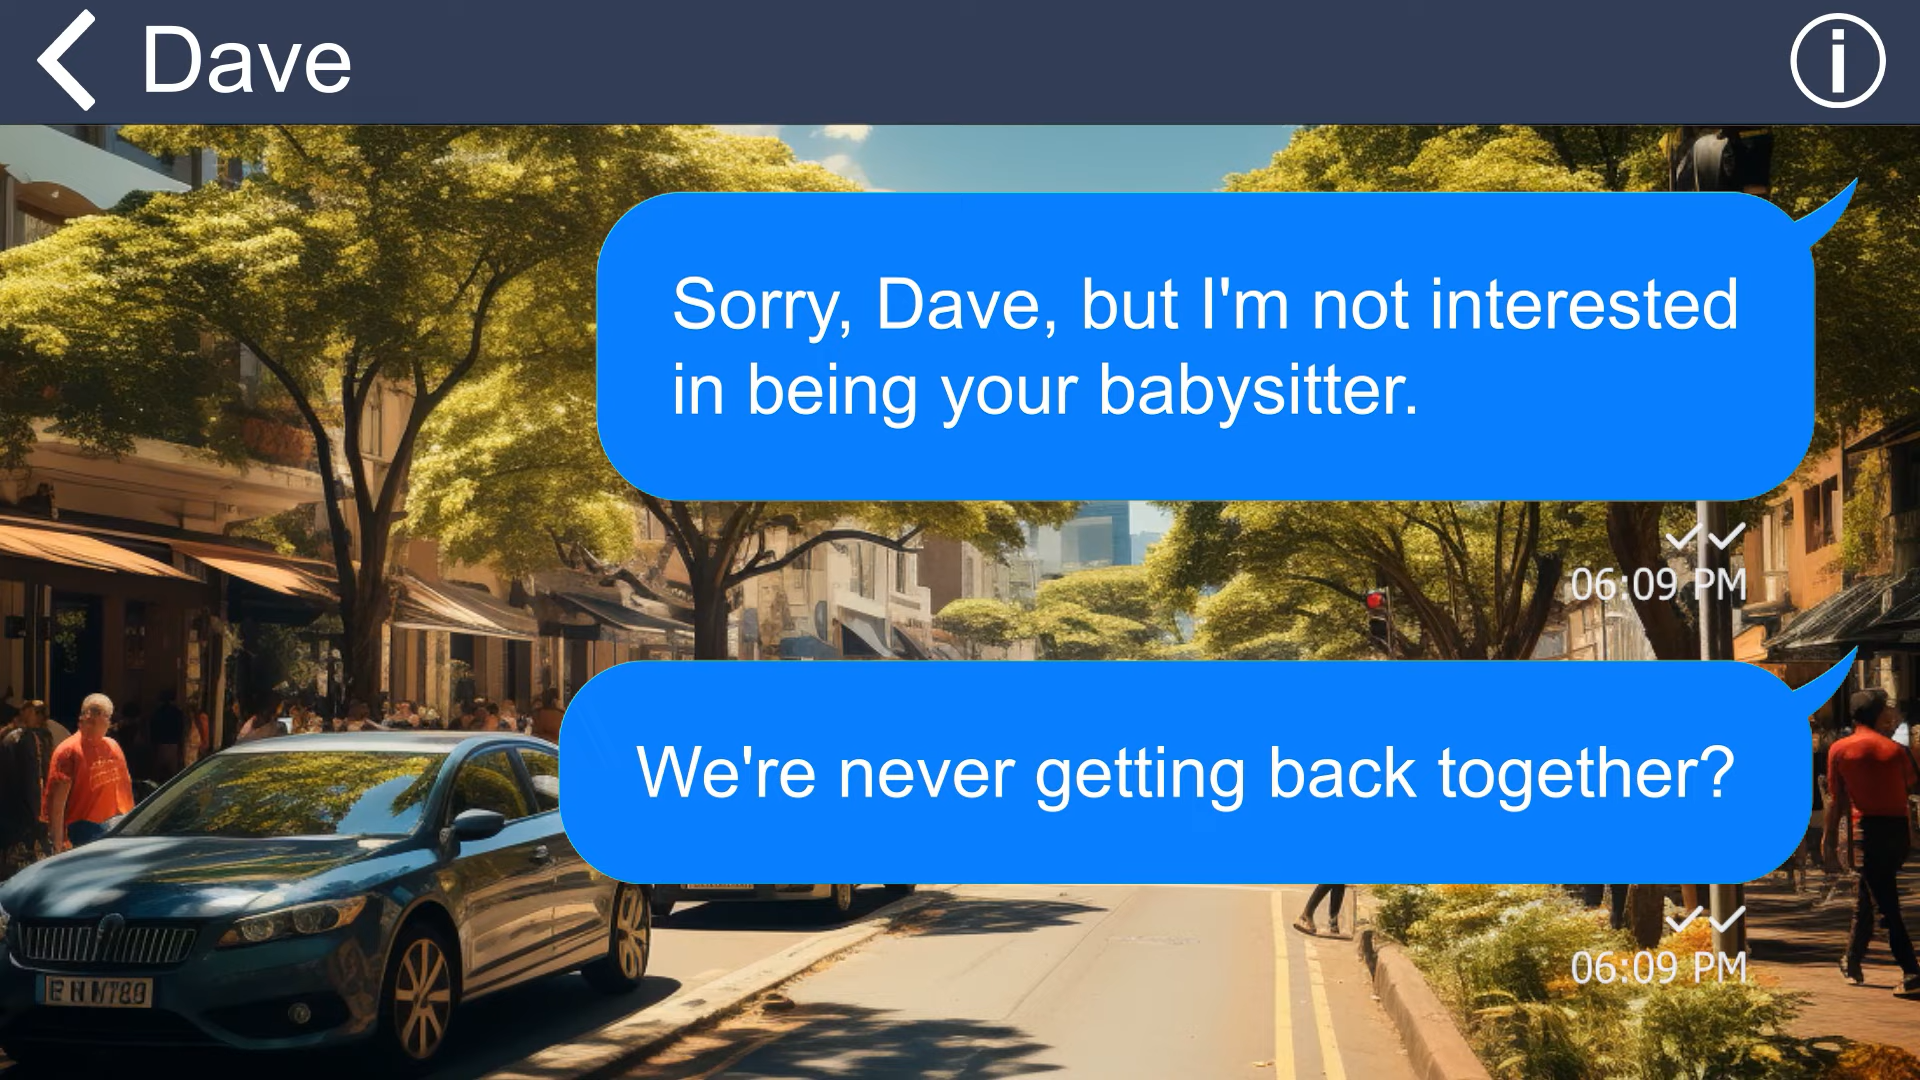 Dave
Sorry, Dave, but I'm not interested
in being your babysitter.
06:09 PM
We're never getting back together?
06:09 PM